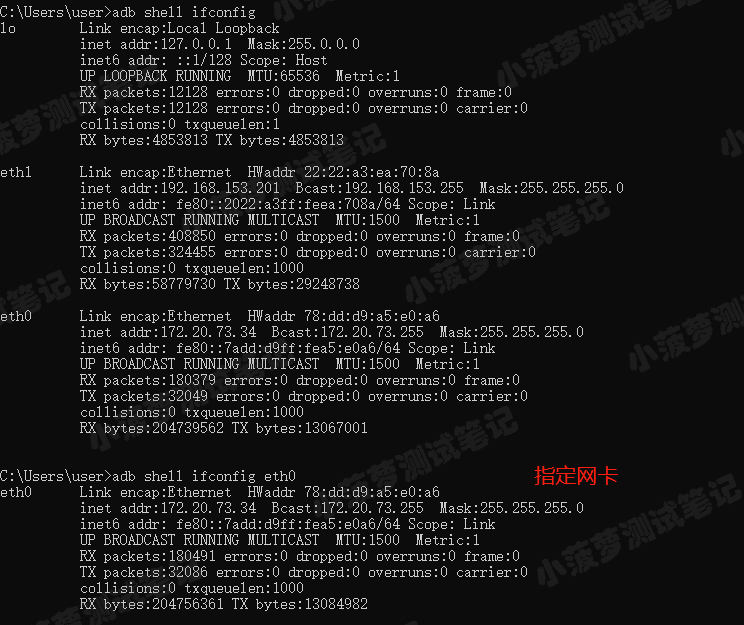 C:\Users\user>adb shell ifconfig
lo Link encap:Local Loopback
inet addr:127.0.0.1 Mask:255.0.0.0
inet6 addr: ::1/128 Scope: Host
UP LOOPBACK RUNNING MTU:65536 Metric:1
RX packets:12128 errors:0 dropped:0 overruns:0 frame:0
TX packets:12128 errors:0 dropped:0 overruns:0 carrier:0
collisions:0 txqueuelen:1
RX bytes:4853813 TX bytes:4853813
eth1 Link encap:Ethernet HWaddr 22:22:a3:ea:70:8a
inet addr:192.168.153.201 Bcast:192.168.153.255 Mask:255.255.255.0
inet6 addr: fe80::2022:a3ff:feea:708a/64 Scope: Link
UP BROADCAST RUNNING MULTICAST MTU:1500 Metric:1
RX packets:408850 errors:0 dropped:0 overruns:0 frame:0
TX packets:324455 errors:0 dropped:0 overruns:0 carrier:0
collisions:0 txqueuelen:1000
RX bytes:58779730 TX bytes:29248738
eth0 Link encap:Ethernet HWaddr 78:dd:d9:a5:e0:a6
inet addr:172.20.73.34 Bcast:172.20.73.255 Mask:255.255.255.0
inet6 addr: fe80::7add:d9ff:fea5:e0a6/64 Scope: Link
UP BROADCAST RUNNING MULTICAST MTU:1500 Metric:1
RX packets:180379 errors:0 dropped:0 overruns:0 frame:0
TX packets:32049 errors:0 dropped:0 overruns:0 carrier:0
collisions:0 txqueuelen:1000
RX bytes:204739562 TX bytes:13067001
C:\Users\user>adb shell ifconfig eth0
指定网卡
eth0 Link encap:Ethernet HWaddr 78:dd:d9:a5:e0:a6
inet addr:172.20.73.34 Bcast:172.20.73.255 Mask:255.255.255.0
inet6 addr: fe80::7add:d9ff:fea5:e0a6/64 Scope: Link
UP BROADCAST RUNNING MULTICAST MTU:1500 Metric:1
RX packets:180491 errors:0 dropped:0 overruns:0 frame:0
TX packets:32086 errors:0 dropped:0 overruns:0 carrier:0
collisions:0 txqueuelen:1000
RX bytes:204756361 TX bytes:13084982
小菠萝测试笔记